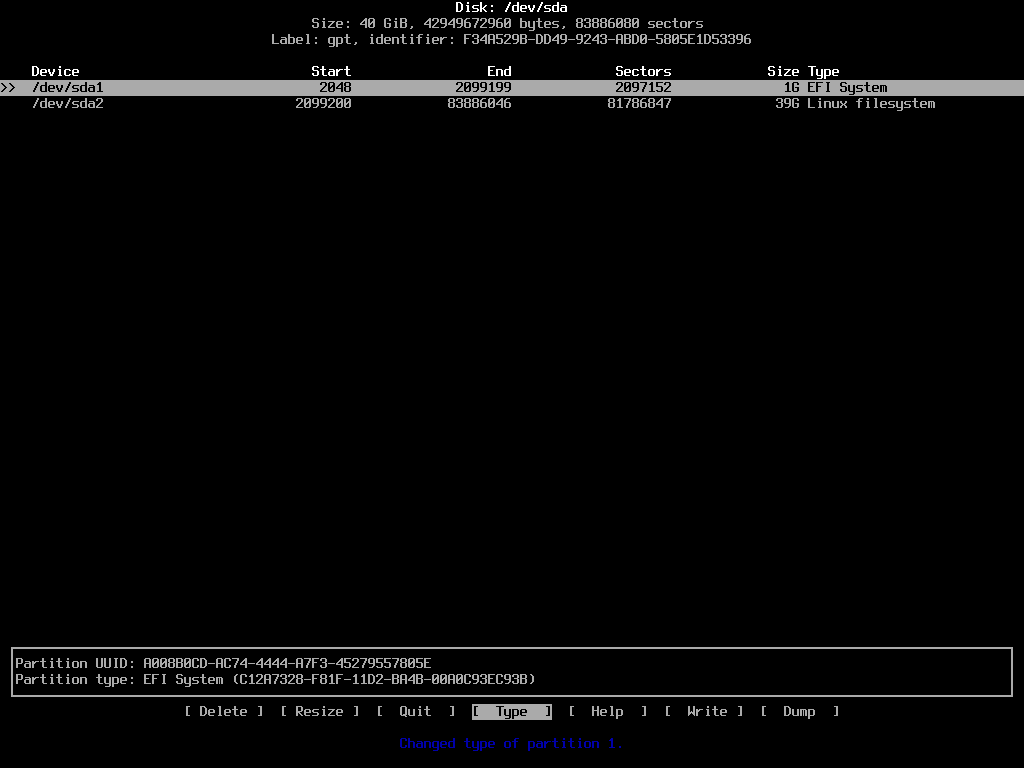 Disk: /dev/sda
Size: 40 GiB, 42949672960 bytes, 83886080 sectors
Label: gpt, identifier: F34A529B-DD49-9243-ABD0-5805E1D53396
Device Start End Sectors Size Type
>> /dev/sda1 2048 2099199 2097152 1G EFI System
/dev/sda2 2099200 83886046 81786847 39G Linux filesystem
Partition UUID: A008B0CD-AC74-4444-A7F3-45279557805E
Partition type: EFI System (C12A7328-F81F-11D2-BA4B-00A0C93EC93B)
[ Delete ] [ Resize ] [ Quit ] [ Type ] [ Help ] [ Write ] [ Dump ]
Changed type of partition 1.